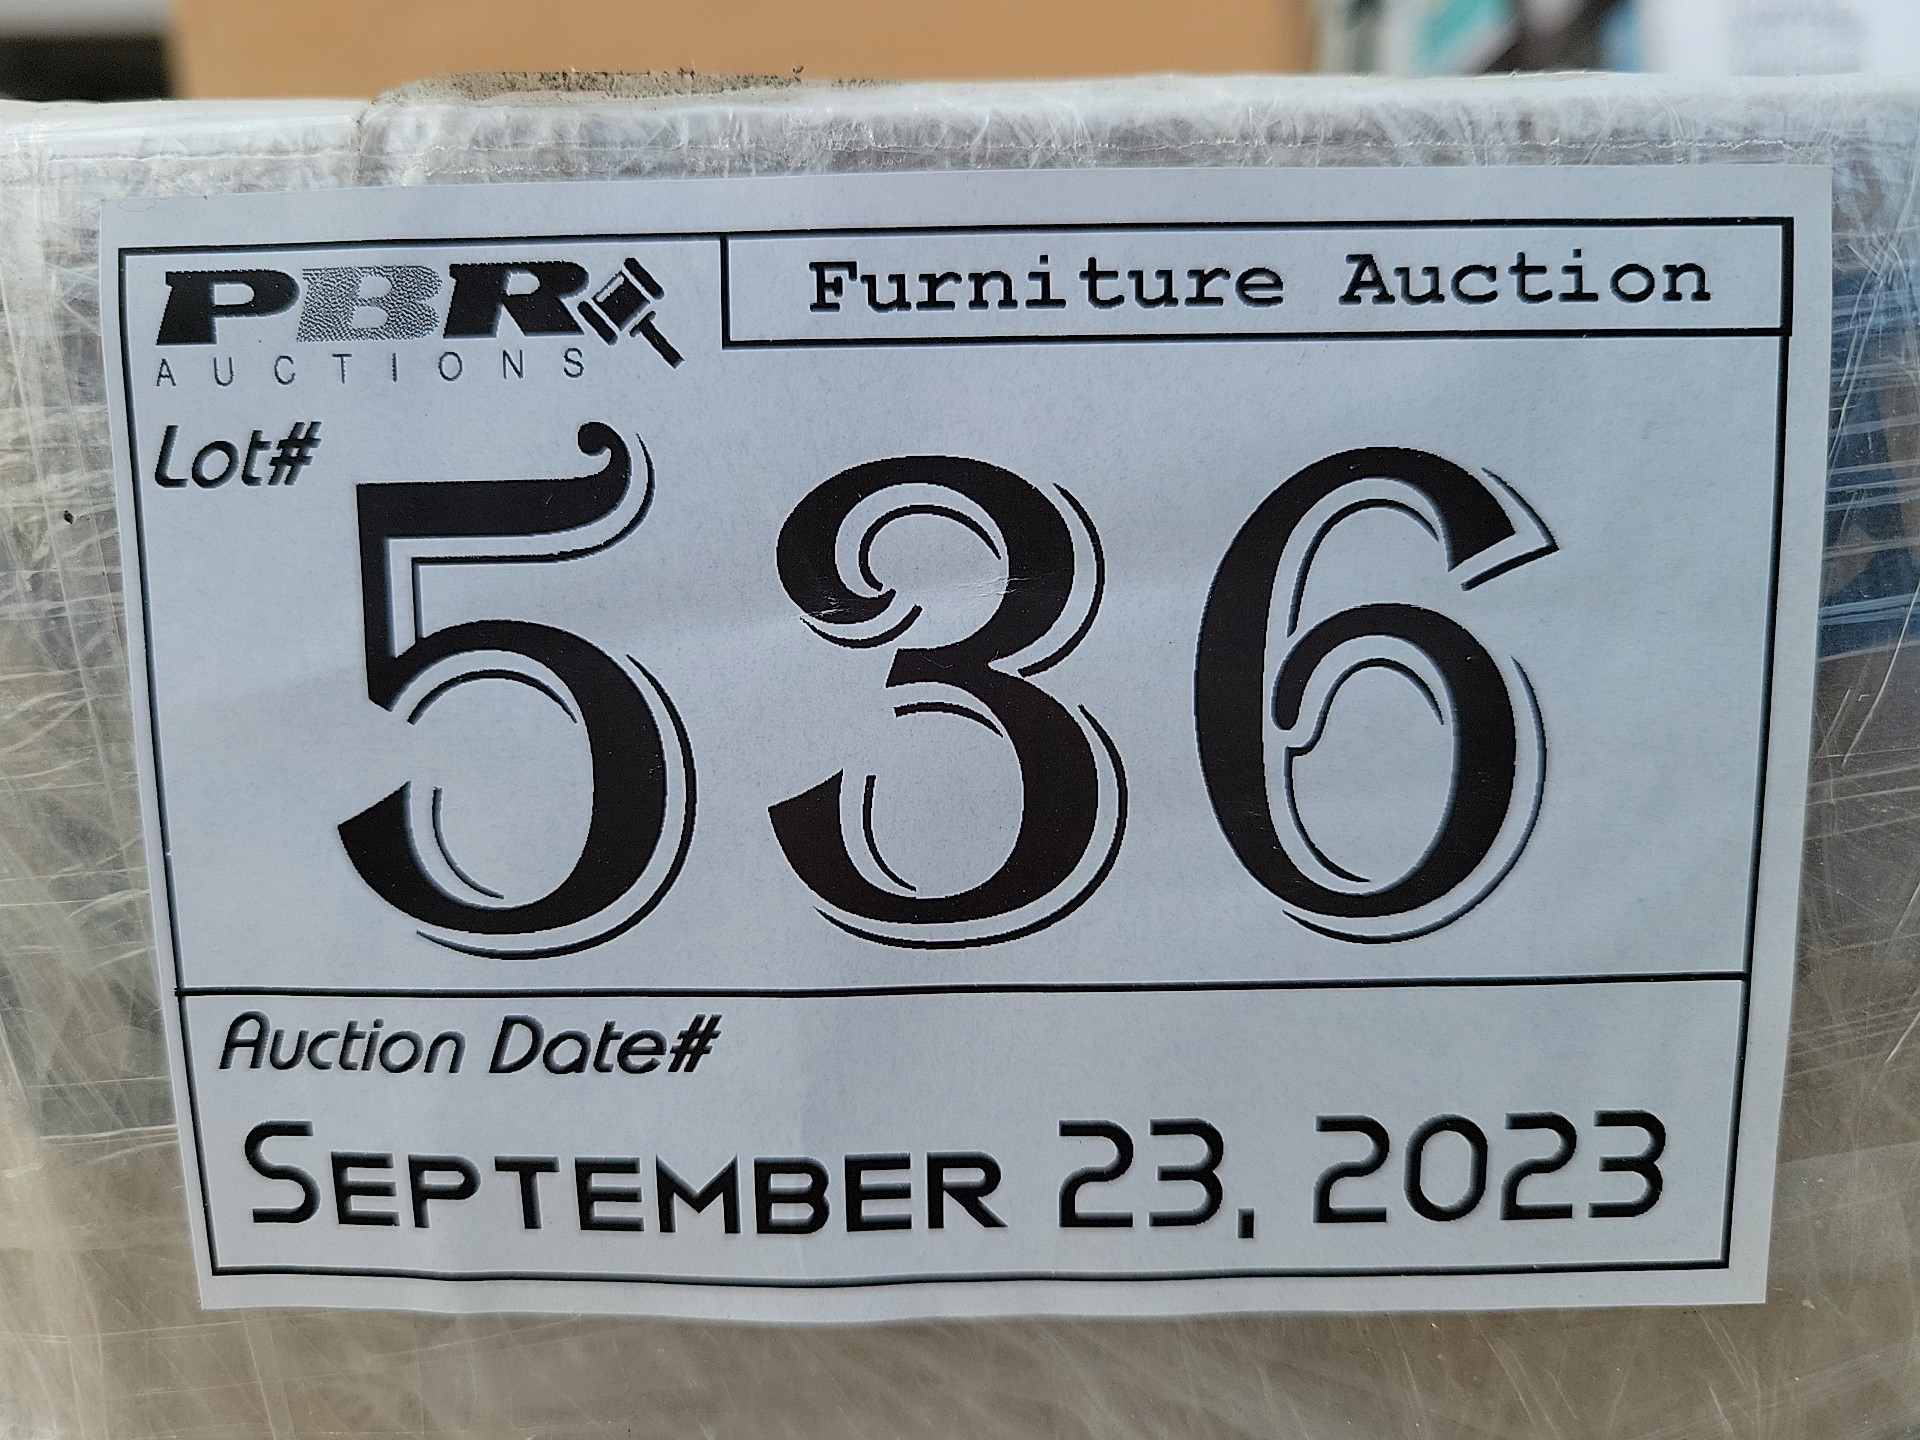 PBR
AUCTIONS
Furniture Auction
Lot#
536
Auction Date#
SEPTEMBER 23, 2023